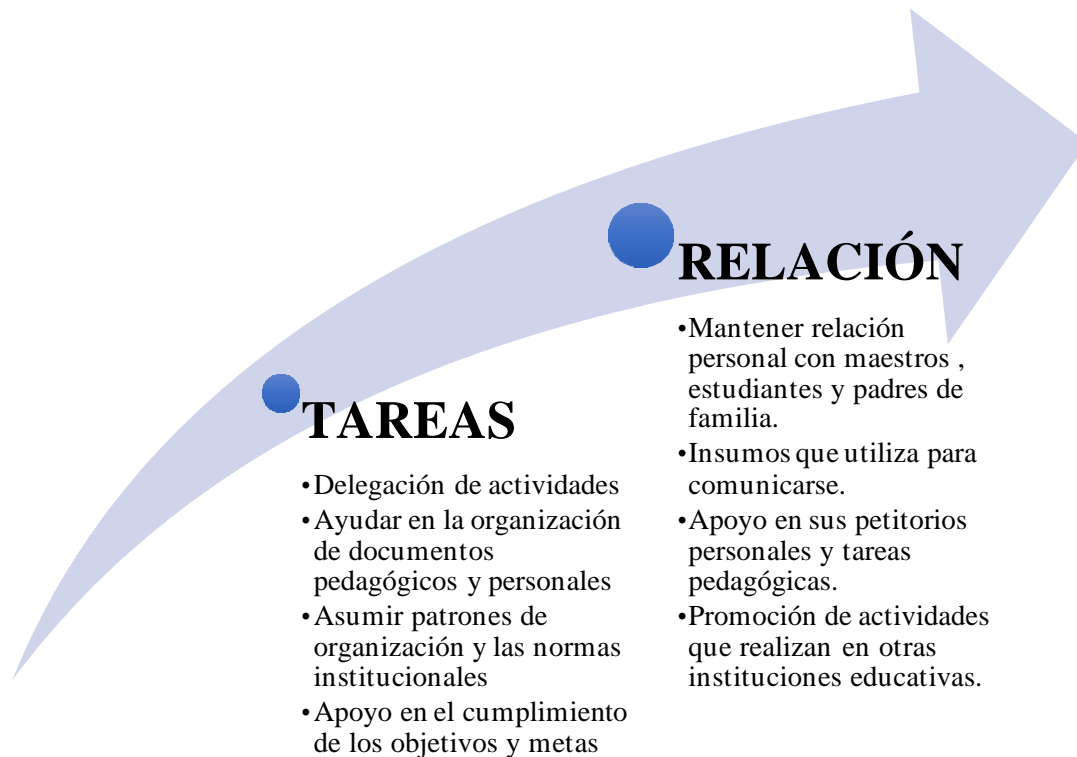 TAREAS
•Delegación de actividades
•Ayudar en la organización
de documentos
pedagógicos y personales
•Asumir patrones de
organización y las normas
institucionales
•Apoyo en el cumplimiento
de los objetivos y metas
RELACIÓN
•Mantener relación
personal con maestros ,
estudiantes y padres de
familia.
•Insumos que utiliza para
comunicarse.
•Apoyo en sus petitorios
personales y tareas
pedagógicas.
•Promoción de actividades
que realizan en otras
instituciones educativas.